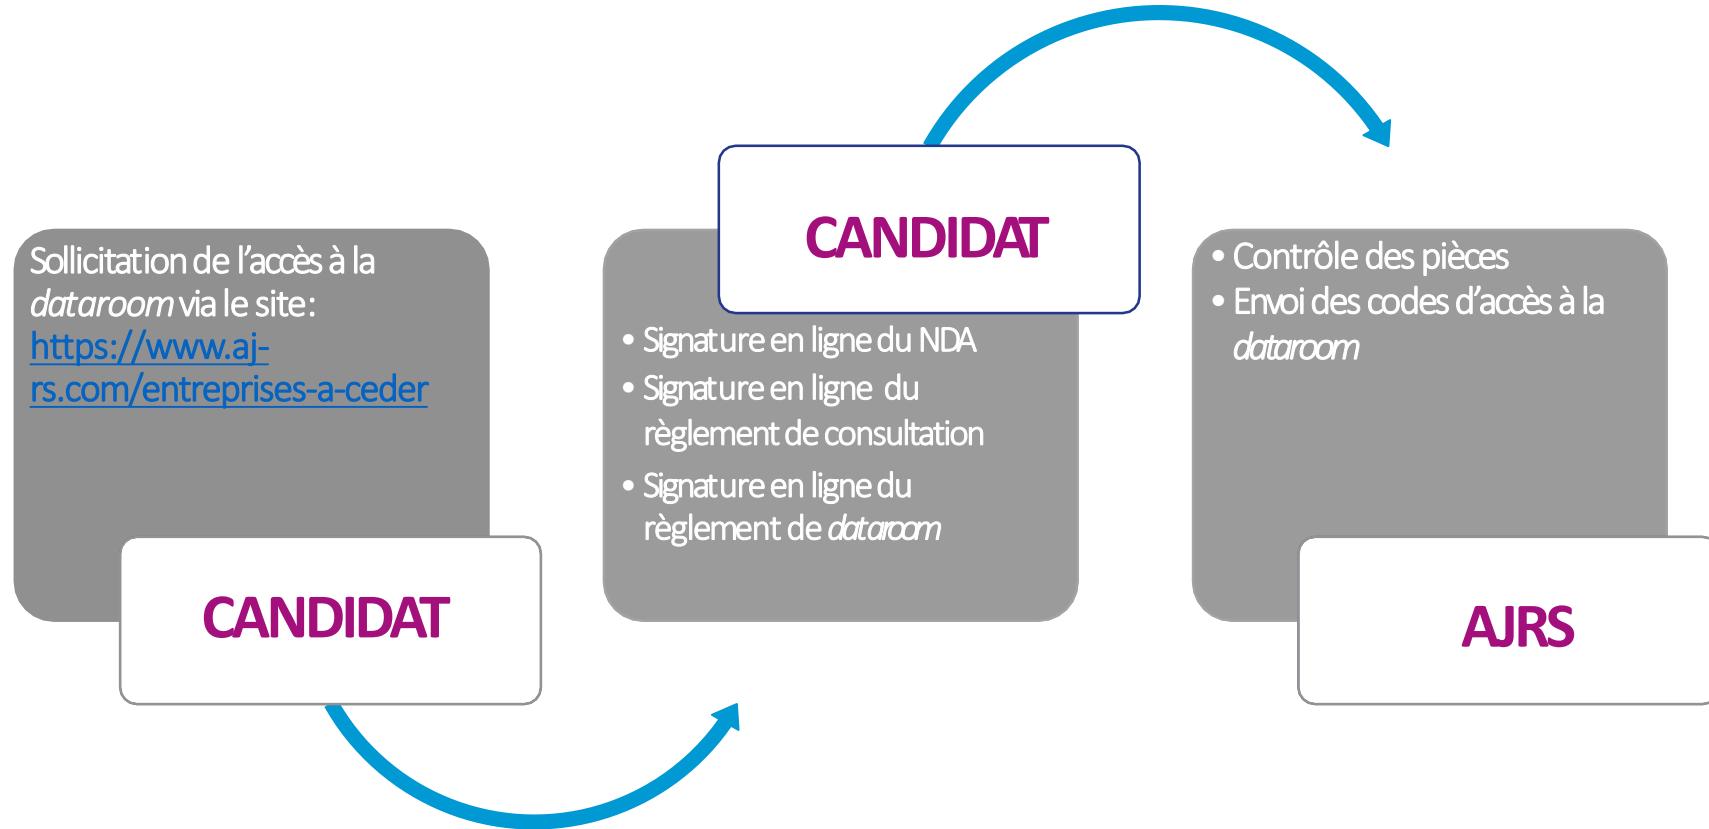 Sollicitation de l’accès à la
dataroom via le site :
https://www.aj-
rs.com/entreprises-a-ceder
CANDIDAT
CANDIDAT
• Signature en ligne du NDA
• Signature en ligne du
règlement de consultation
• Signature en ligne du
règlement de dataroom
• Contrôle des pièces
• Envoi des codes d’accès à la
dataroom
AJRS